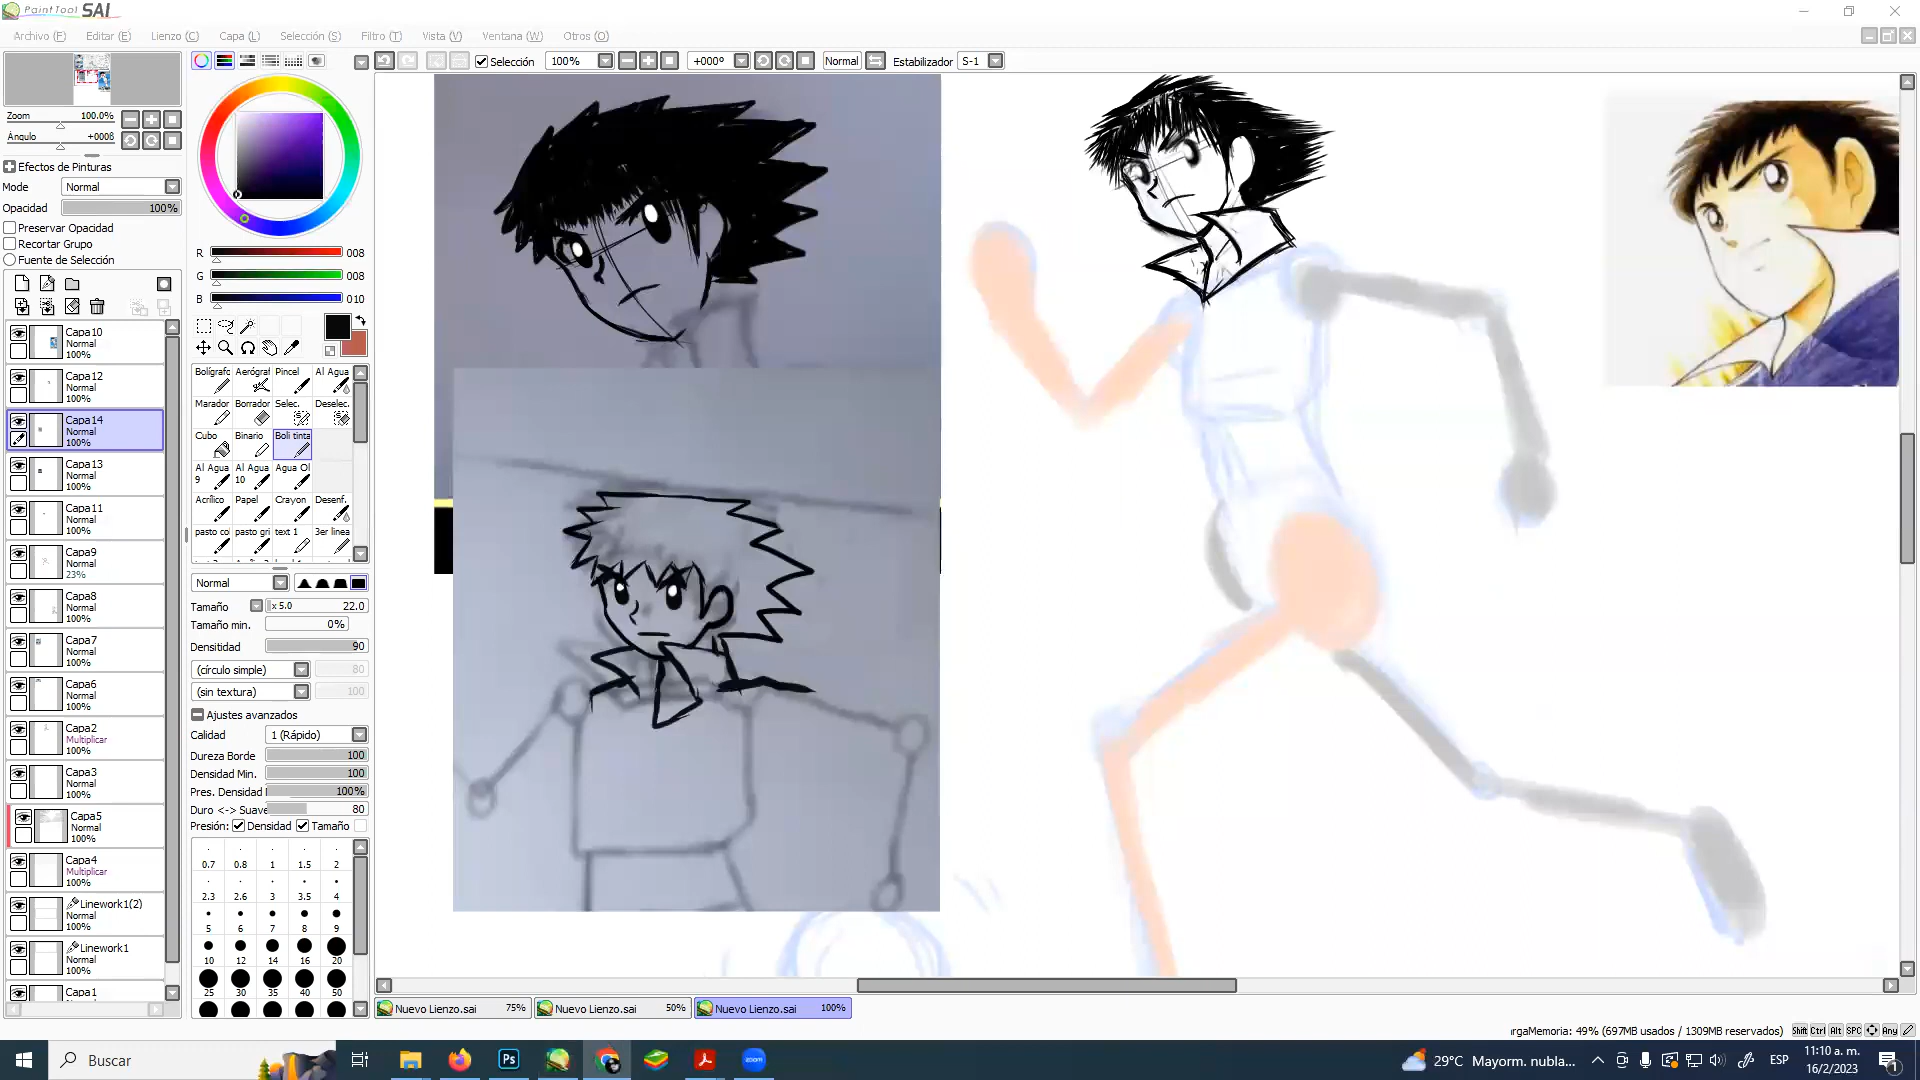 PaintTool SAI
Archivo (F) Editar (E) Lienzo (C) Capa (L) Selección (S) Filtro (T) Vista (V) Ventana (W) Otros (O)
Selección 100% +000º Normal Estabilizador S-1
Zoom 100.0%
Ángulo +000ß
Efectos de Pinturas
Mode Normal
Opacidad 100%
Preservar Opacidad
Recortar Grupo
Fuente de Selección
Capa10
Normal
100%
Capa12
Normal
100%
Capa14
Normal
100%
Capa13
Normal
100%
Capa11
Normal
100%
Capa9
23%
Capa8
Normal
100%
Capa7
Normal
100%
Capa6
Normal
100%
Capa2
Multiplicar
100%
Capa3
Normal
100%
Capa5
Normal
100%
Capa4
Multiplicar
100%
Linework1(2)
Normal
100%
Linework1
Normal
100%
Capa1
R 008
G 008
B 010
Bolígrafo Aerógraf Pincel Al Agua
Marador Borrador Selec. Deselec.
Cubo Binario Boli tinta
Al Agua 9 Al Agua 10 Agua Ol
Acrílico Papel Crayon Desenf.
pasto co pasto gri text 1 3er linea
Normal
Tamaño x 5.0 22.0
Tamaño min. 0%
Densitidad 90
(círculo simple) 80
(sin textura) 100
Ajustes avanzados
Calidad 1 (Rápido)
Dureza Borde 100
Densidad Min. 100
Pres. Densidad 100%
Duro <-> Suave 80
Presión: Densidad Tamaño
0.7 0.8 1 1.5 2
2.3 2.6 3 3.5 4
5 6 7 8 9
10 12 14 16 20
25 30 35 40 50
Nuevo Lienzo.sai 75% Nuevo Lienzo.sai 50% Nuevo Lienzo.sai 100%
rgaMemoria: 49% (697MB usados / 1309MB reservados) Shift Ctrl Alt SPC Any
Buscar
Ps
zoom
29°C Mayorm. nubla... ESP
11:10 a. m.
16/2/2023
1